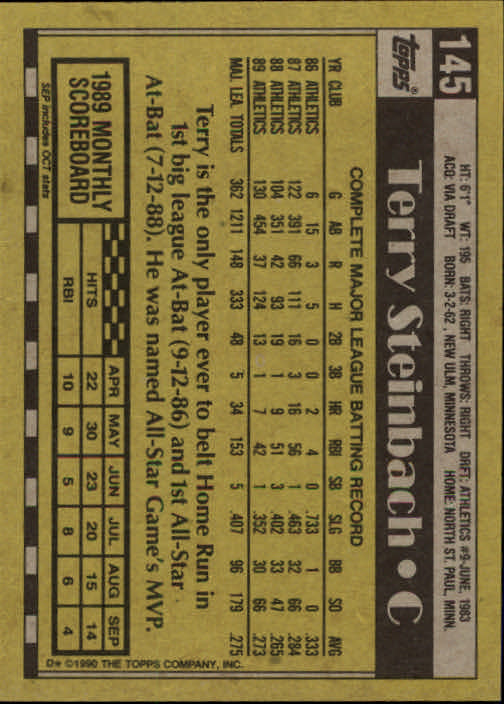 145
topps®
HT: 6'1" WT: 195 BATS: RIGHT THROWS: RIGHT DRFT: ATHLETICS #9-JUNE, 1983
ACQ: VIA DRAFT BORN: 3-2-62, NEW ULM, MINNESOTA HOME: NORTH ST. PAUL, MINN.
Terry Steinbach • C
COMPLETE MAJOR LEAGUE BATTING RECORD
YR CLUB G AB R H 2B 3B HR RBI SB SLG BB SO AVG
86 ATHLETICS 6 15 3 5 0 0 2 4 0 .733 1 0 .333
87 ATHLETICS 122 391 66 111 16 3 16 56 1 .463 32 66 .284
88 ATHLETICS 104 351 42 93 19 1 9 51 3 .402 33 47 .265
89 ATHLETICS 130 454 37 124 13 1 7 42 1 .352 30 66 .273
MAJ. LEA. TOTALS 362 1211 148 333 48 5 34 153 5 .407 96 179 .275
Terry is the only player ever to belt Home Run in
1st big league At-Bat (9-12-86) and 1st All-Star
At-Bat (7-12-88). He was named All-Star Game's MVP.
1989 MONTHLY
SCOREBOARD
APR MAY JUN JUL AUG SEP
HITS 22 30 23 20 15 14
RBI 10 9 5 8 6 4
SEP includes OCT stats
D* ©1990 THE TOPPS COMPANY, INC.